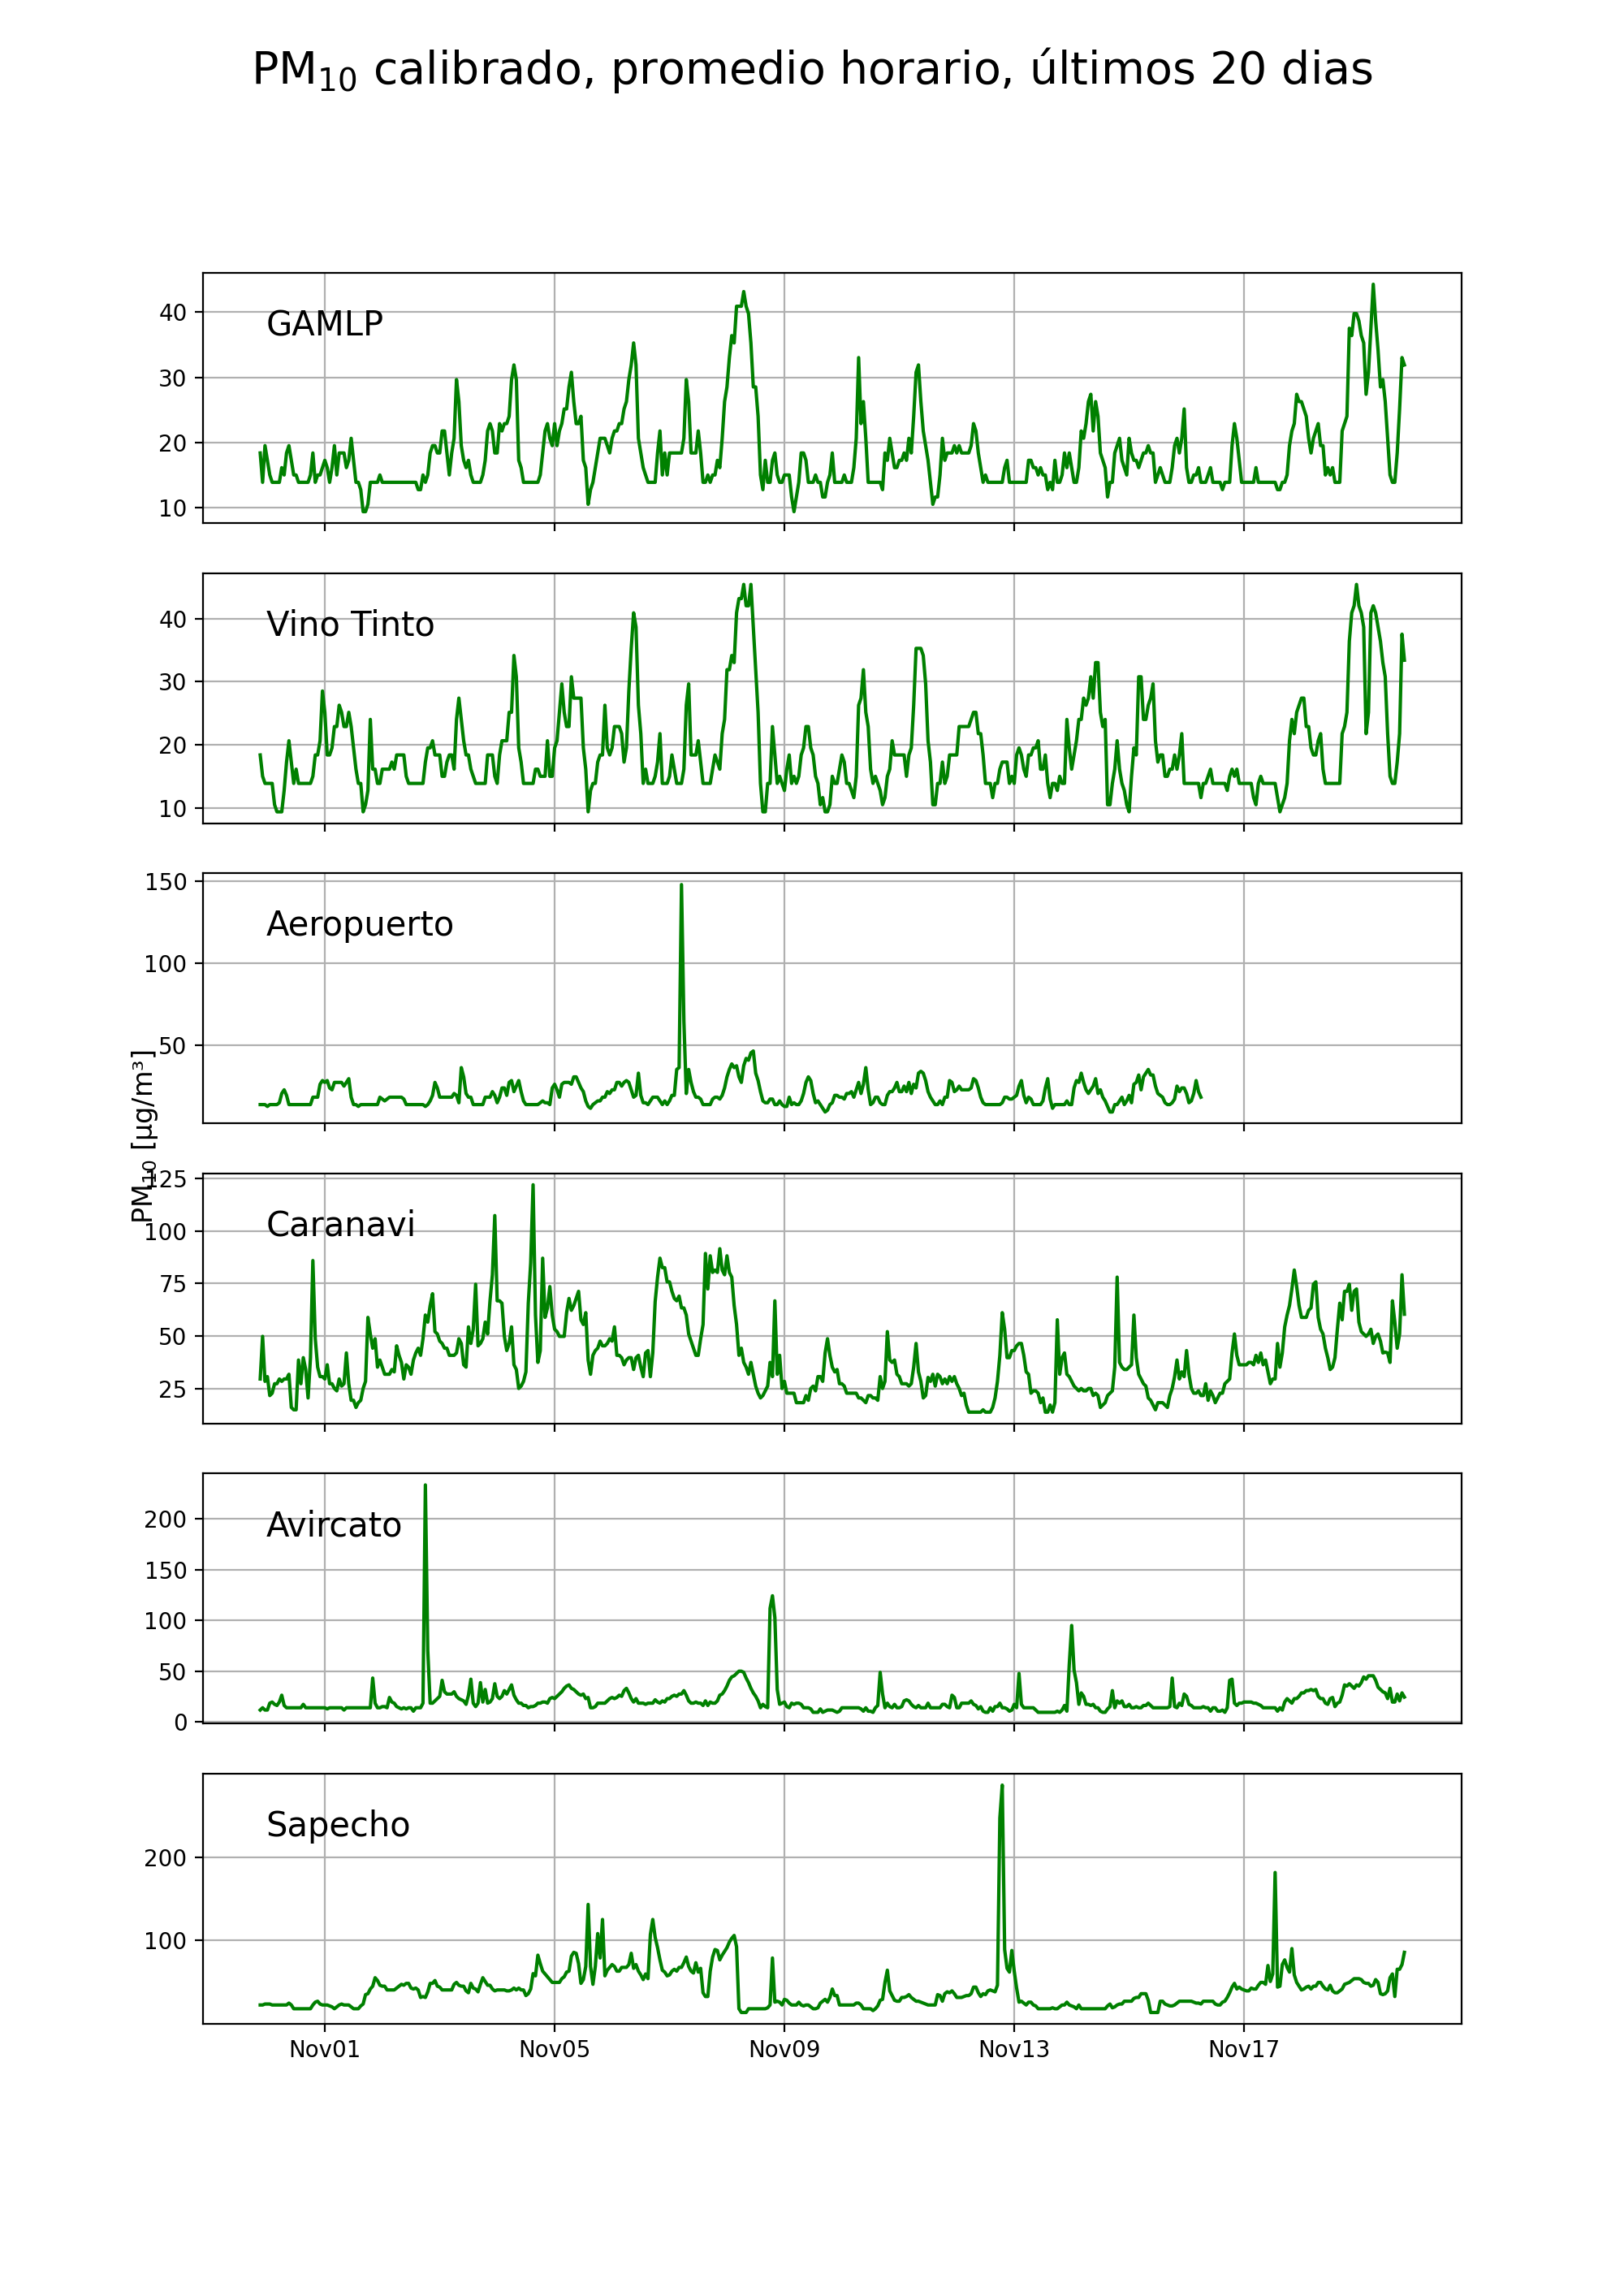 PM₁₀ calibrado, promedio horario, últimos 20 dias
GAMLP
40
30
20
10
Vino Tinto
40
30
20
10
Aeropuerto
150
100
50
PM₁₀ [µg/m³]
Caranavi
125
100
75
50
25
Avircato
200
150
100
50
0
Sapecho
200
100
Nov01 Nov05 Nov09 Nov13 Nov17